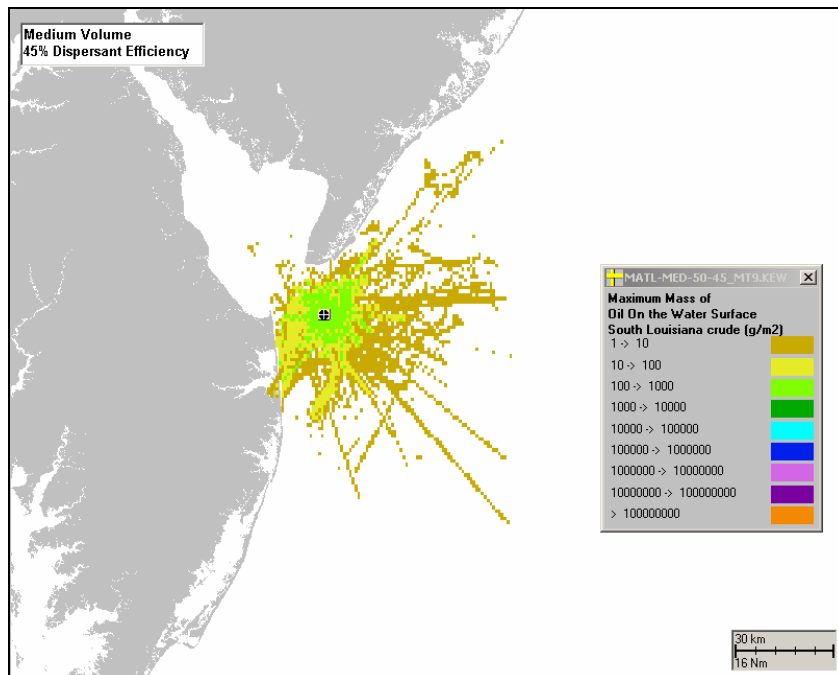 Medium Volume
45% Dispersant Efficiency
MATL-MED-50-45_MT9.KEW
Maximum Mass of
Oil On the Water Surface
South Louisiana crude (g/m2)
1 -> 10
10 -> 100
100 -> 1000
1000 -> 10000
10000 -> 100000
100000 -> 1000000
1000000 -> 10000000
10000000 -> 100000000
> 100000000
30 km
16 Nm